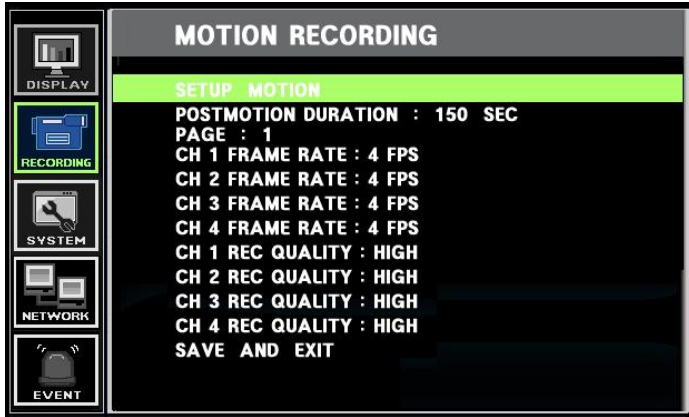 MOTION RECORDING
DISPLAY
RECORDING
SYSTEM
NETWORK
EVENT
SETUP MOTION
POSTMOTION DURATION : 150 SEC
PAGE : 1
CH 1 FRAME RATE : 4 FPS
CH 2 FRAME RATE : 4 FPS
CH 3 FRAME RATE : 4 FPS
CH 4 FRAME RATE : 4 FPS
CH 1 REC QUALITY : HIGH
CH 2 REC QUALITY : HIGH
CH 3 REC QUALITY : HIGH
CH 4 REC QUALITY : HIGH
SAVE AND EXIT